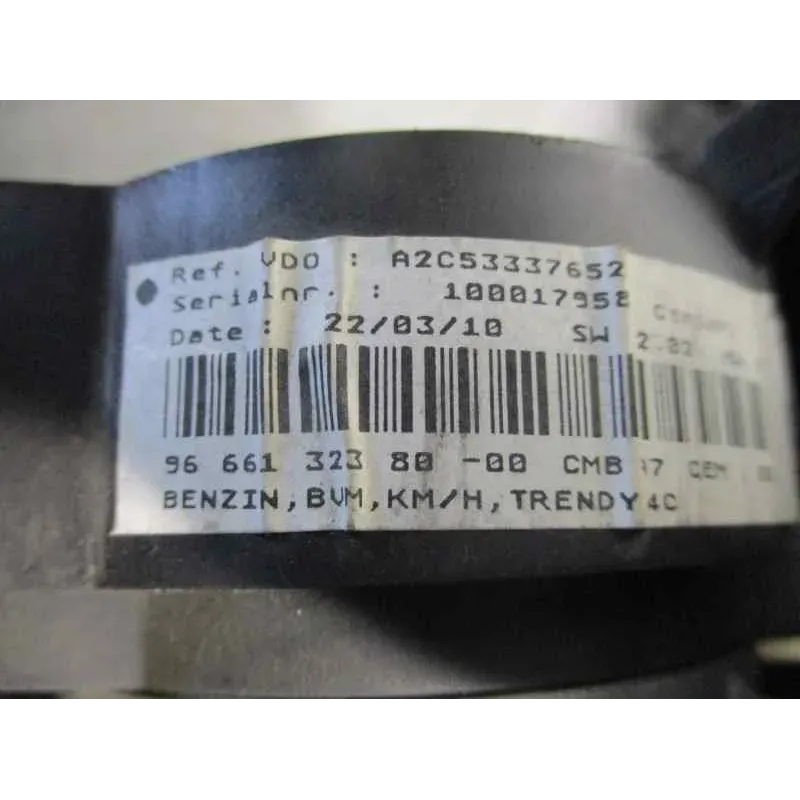 Ref. VDO : A2C53337652
Serialnr. : 100017958
Date : 22/03/10 SW 2.02
96 661 323 80 -00 CMB
BENZIN,BVM,KM/H,TRENDY 4C